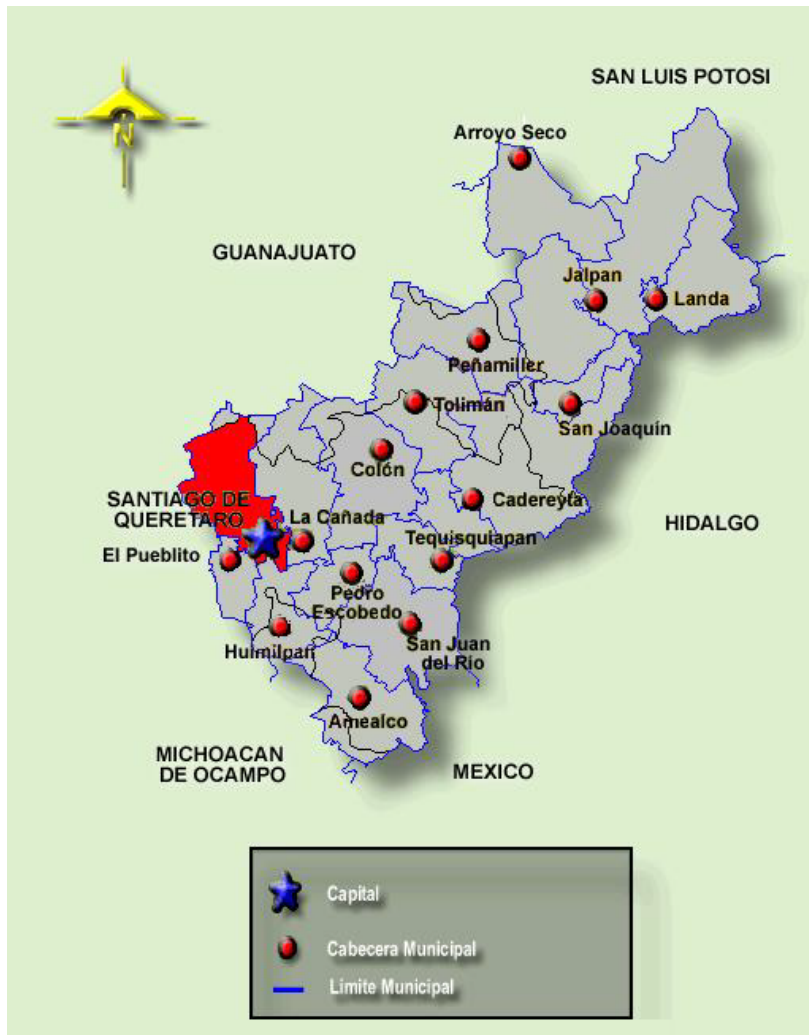 SAN LUIS POTOSI
N
Arroyo Seco
GUANAJUATO
Jalpan
Landa
Peñamiller
Tolimán
San Joaquín
Colón
SANTIAGO DE
QUERETARO
La Cañada
Cadereyta
HIDALGO
El Pueblito
Tequisquiapan
Pedro
Escobedo
Huimilpan
San Juan
del Río
Amealco
MICHOACAN
DE OCAMPO
MEXICO
Capital
Cabecera Municipal
Limite Municipal